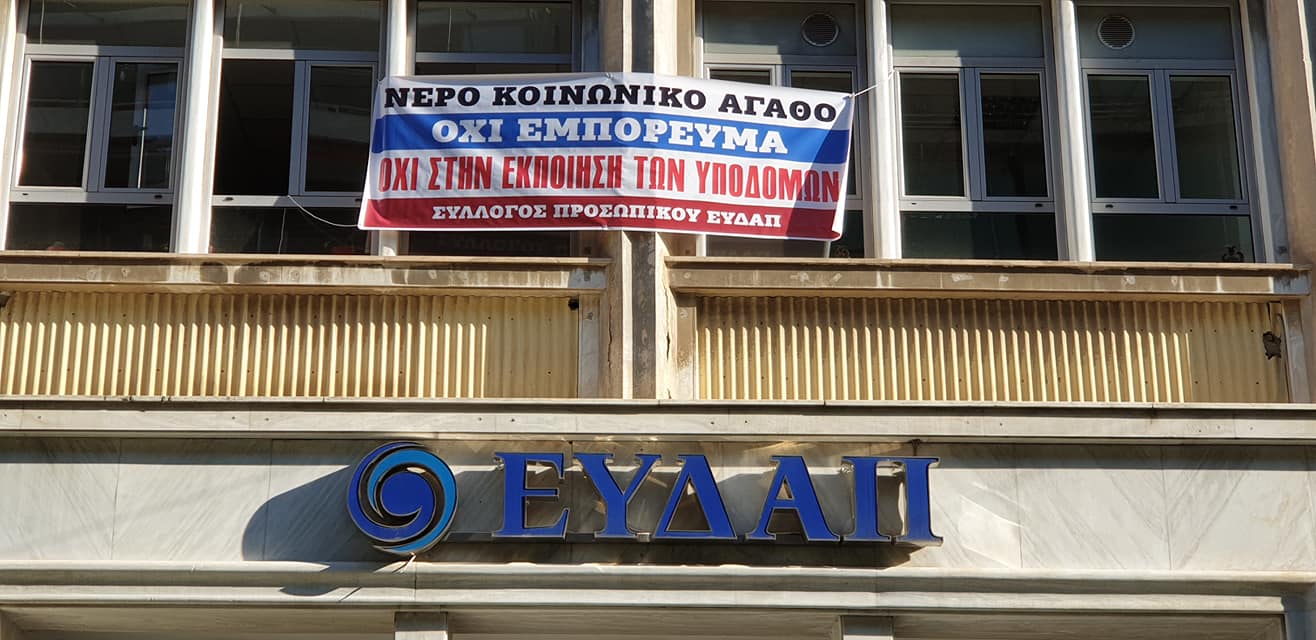 ΝΕΡΟ ΚΟΙΝΩΝΙΚΟ ΑΓΑΘΟ
ΟΧΙ ΕΜΠΟΡΕΥΜΑ
ΟΧΙ ΣΤΗΝ ΕΚΠΟΙΗΣΗ ΤΩΝ ΥΠΟΔΟΜΩΝ
ΣΥΛΛΟΓΟΣ ΠΡΟΣΩΠΙΚΟΥ ΕΥΔΑΠ
ΕΥΔΑΠ